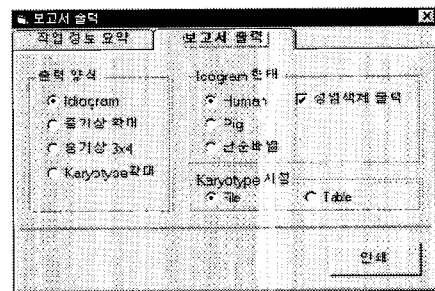 보고서 출력
작업 정보 요약
보고서 출력
출력 양식
Idiogram
중기상 확대
중기상 3x4
Karyotype확대
Idiogram 형태
Human
Pig
단순배열
성염색체 출력
Karyotype 서식
File
Table
인쇄